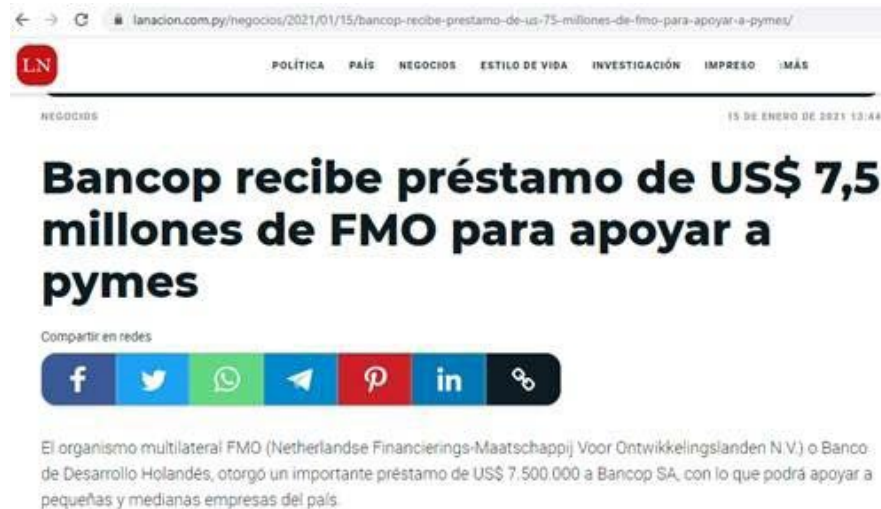 lanacion.com.py/negocios/2021/01/15/bancop-recibe-prestamo-de-us-75-millones-de-fmo-para-apoyar-a-pymes/
LN
POLÍTICA PAÍS NEGOCIOS ESTILO DE VIDA INVESTIGACIÓN IMPRESO :MÁS
NEGOCIOS 15 DE ENERO DE 2021 13:44
Bancop recibe préstamo de US$ 7,5
millones de FMO para apoyar a
pymes
Compartir en redes
El organismo multilateral FMO (Netherlandse Financierings-Maatschappij Voor Ontwikkelingslanden N.V.) o Banco
de Desarrollo Holandés, otorgó un importante préstamo de US$ 7.500.000 a Bancop SA, con lo que podrá apoyar a
pequeñas y medianas empresas del país.